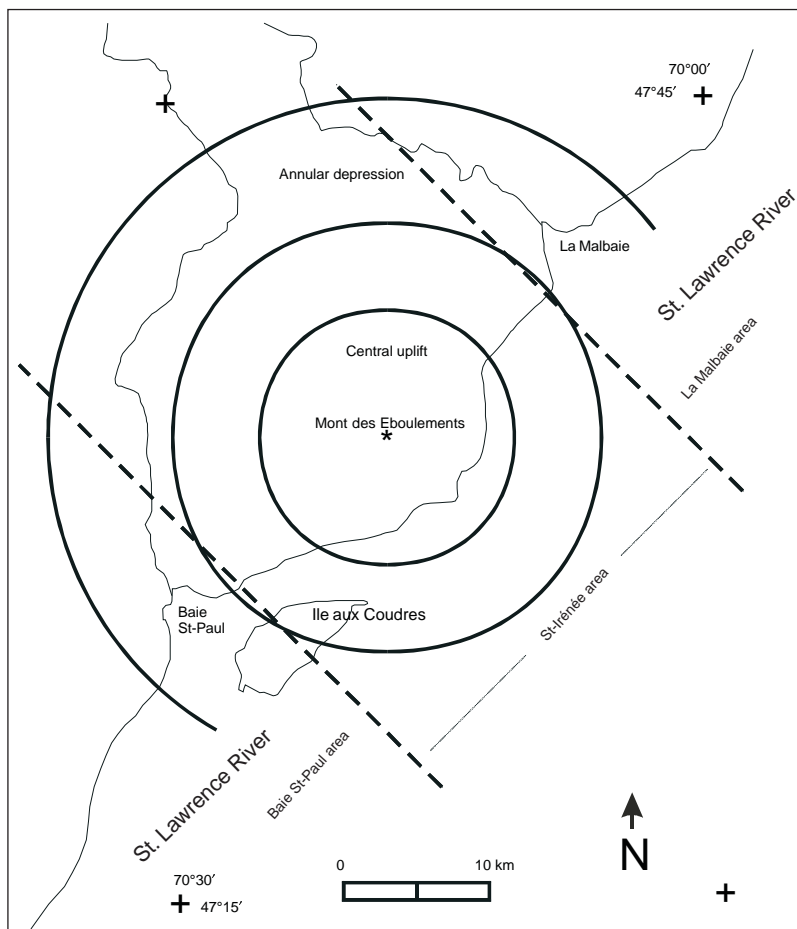 70°00′
47°45′
Annular depression
La Malbaie
St. Lawrence River
La Malbaie area
Central uplift
Mont des Eboulements
*
St-Irénée area
Baie
St-Paul
Ile aux Coudres
Baie St-Paul area
St. Lawrence River
70°30′
47°15′
0 10 km
N